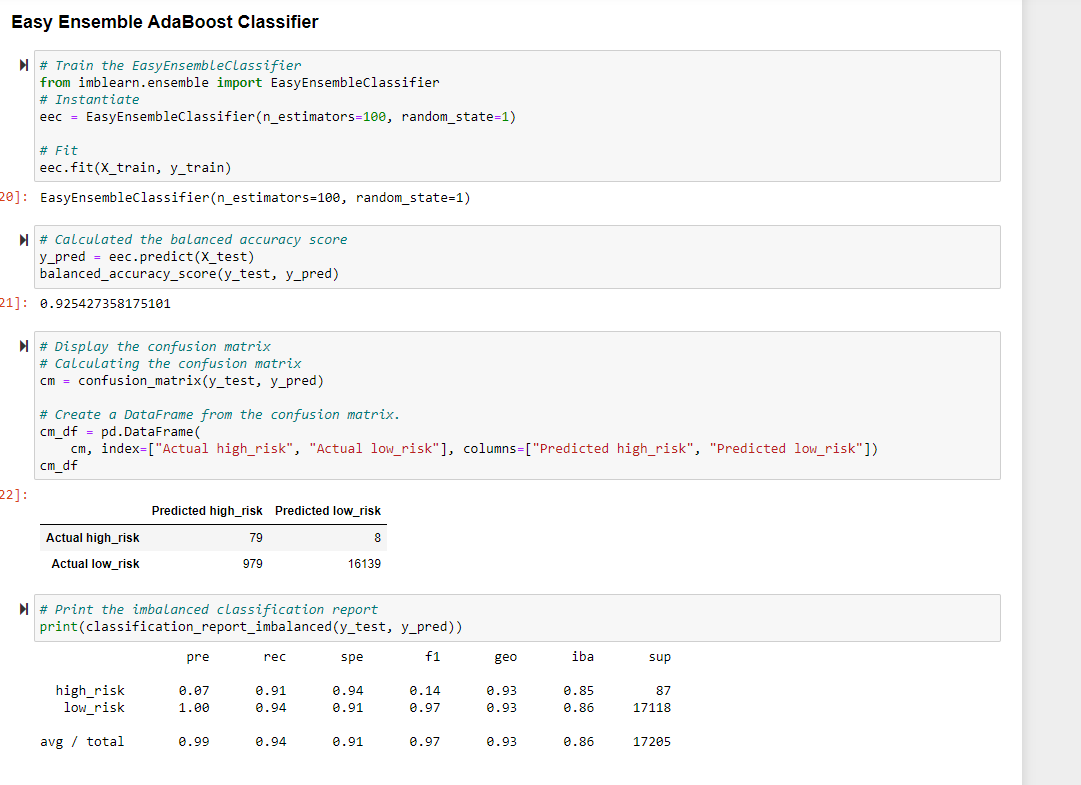 Easy Ensemble AdaBoost Classifier
# Train the EasyEnsembleClassifier
from imblearn.ensemble import EasyEnsembleClassifier
# Instantiate
eec = EasyEnsembleClassifier(n_estimators=100, random_state=1)
# Fit
eec.fit(X_train, y_train)
20]: EasyEnsembleClassifier(n_estimators=100, random_state=1)
# Calculated the balanced accuracy score
y_pred = eec.predict(X_test)
balanced_accuracy_score(y_test, y_pred)
21]: 0.925427358175101
# Display the confusion matrix
# Calculating the confusion matrix
cm = confusion_matrix(y_test, y_pred)
# Create a DataFrame from the confusion matrix.
cm_df = pd.DataFrame(
cm, index=["Actual high_risk", "Actual low_risk"], columns=["Predicted high_risk", "Predicted low_risk"])
cm_df
22]:
Predicted high_risk Predicted low_risk
Actual high_risk 79 8
Actual low_risk 979 16139
# Print the imbalanced classification report
print(classification_report_imbalanced(y_test, y_pred))
pre rec spe f1 geo iba sup
high_risk 0.07 0.91 0.94 0.14 0.93 0.85 87
low_risk 1.00 0.94 0.91 0.97 0.93 0.86 17118
avg / total 0.99 0.94 0.91 0.97 0.93 0.86 17205